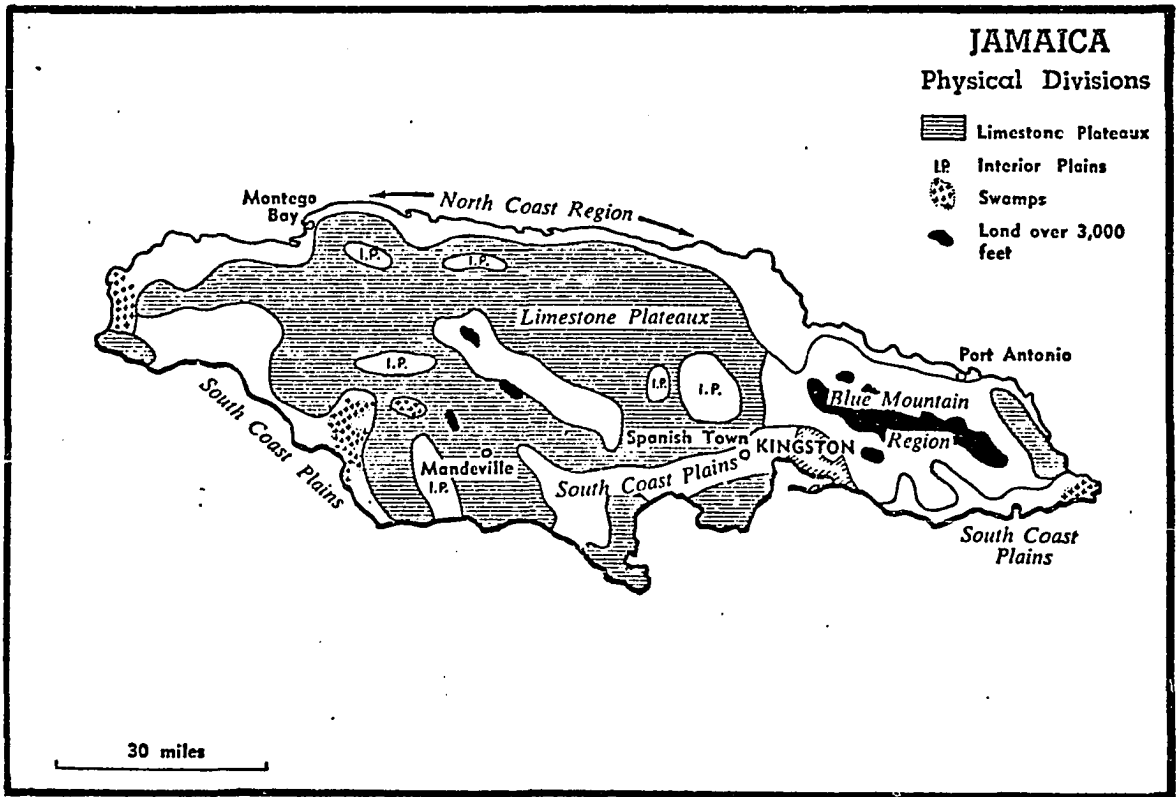 JAMAICA
Physical Divisions
Limestone Plateaux
I.P. Interior Plains
Swamps
Land over 3,000
feet
Montego
Bay
North Coast Region
I.P.
I.P.
Limestone Plateaux
Port Antonio
I.P.
I.P.
I.P.
Blue Mountain
Region
South Coast Plains
Spanish Town
KINGSTON
Mandeville
I.P.
South Coast Plains
South Coast
Plains
30 miles